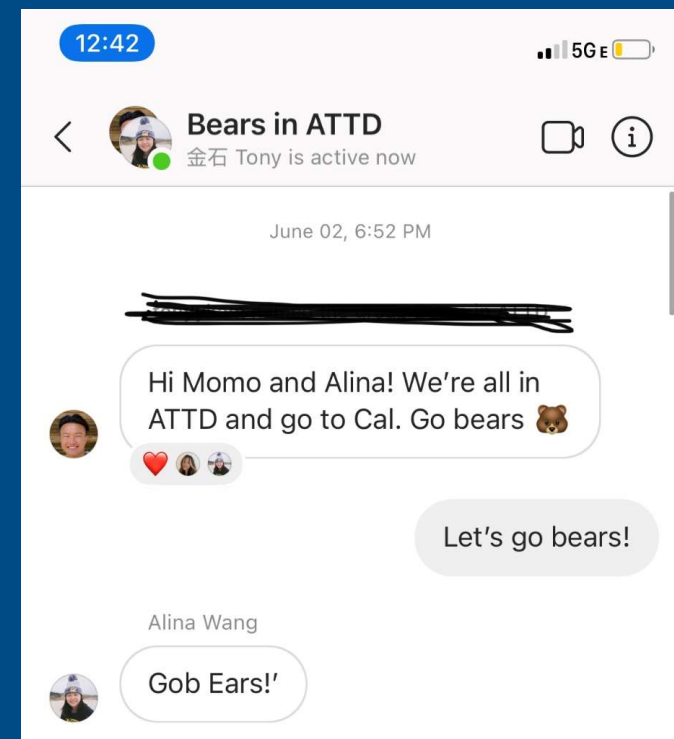 12:42
5G E
Bears in ATTD
金石 Tony is active now
June 02, 6:52 PM
Hi Momo and Alina! We're all in
ATTD and go to Cal. Go bears 🐻
❤️
Let's go bears!
Alina Wang
Gob Ears!'